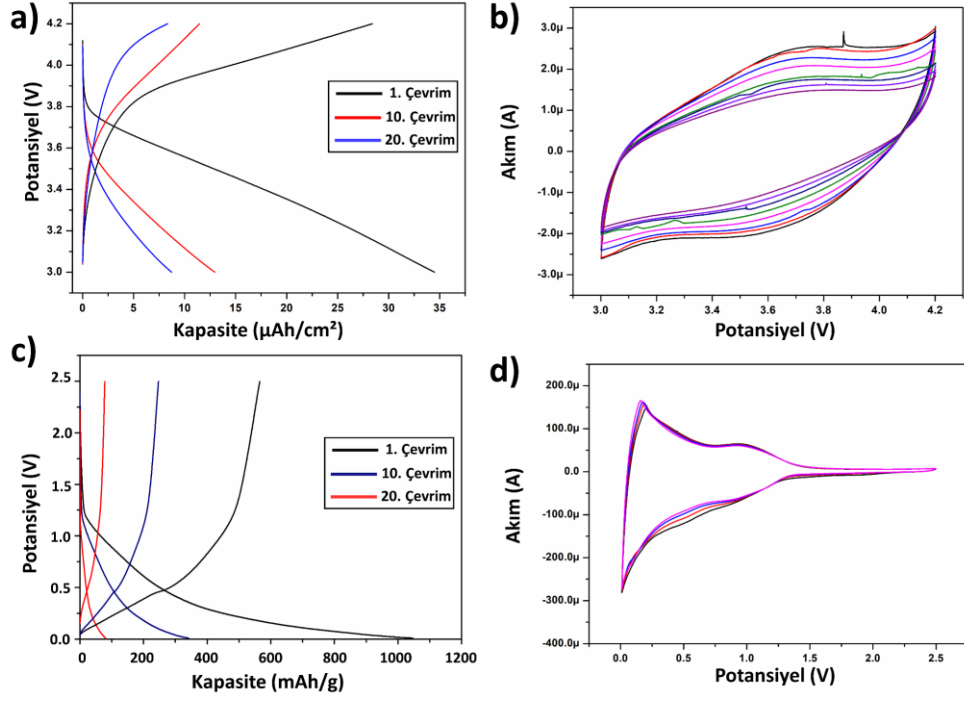 a)
4.2
4.0
3.8
3.6
3.4
3.2
3.0
Potansiyel (V)
1. Çevrim
10. Çevrim
20. Çevrim
0 5 10 15 20 25 30 35
Kapasite (µAh/cm²)
b)
3.0µ
2.0µ
1.0µ
0.0
-1.0µ
-2.0µ
-3.0µ
Akım (A)
3.0 3.2 3.4 3.6 3.8 4.0 4.2
Potansiyel (V)
c)
2.5
2.0
1.5
1.0
0.5
0.0
Potansiyel (V)
1. Çevrim
10. Çevrim
20. Çevrim
0 200 400 600 800 1000 1200
Kapasite (mAh/g)
d)
200.0µ
100.0µ
0.0
-100.0µ
-200.0µ
-300.0µ
-400.0µ
Akım (A)
0.0 0.5 1.0 1.5 2.0 2.5
Potansiyel (V)